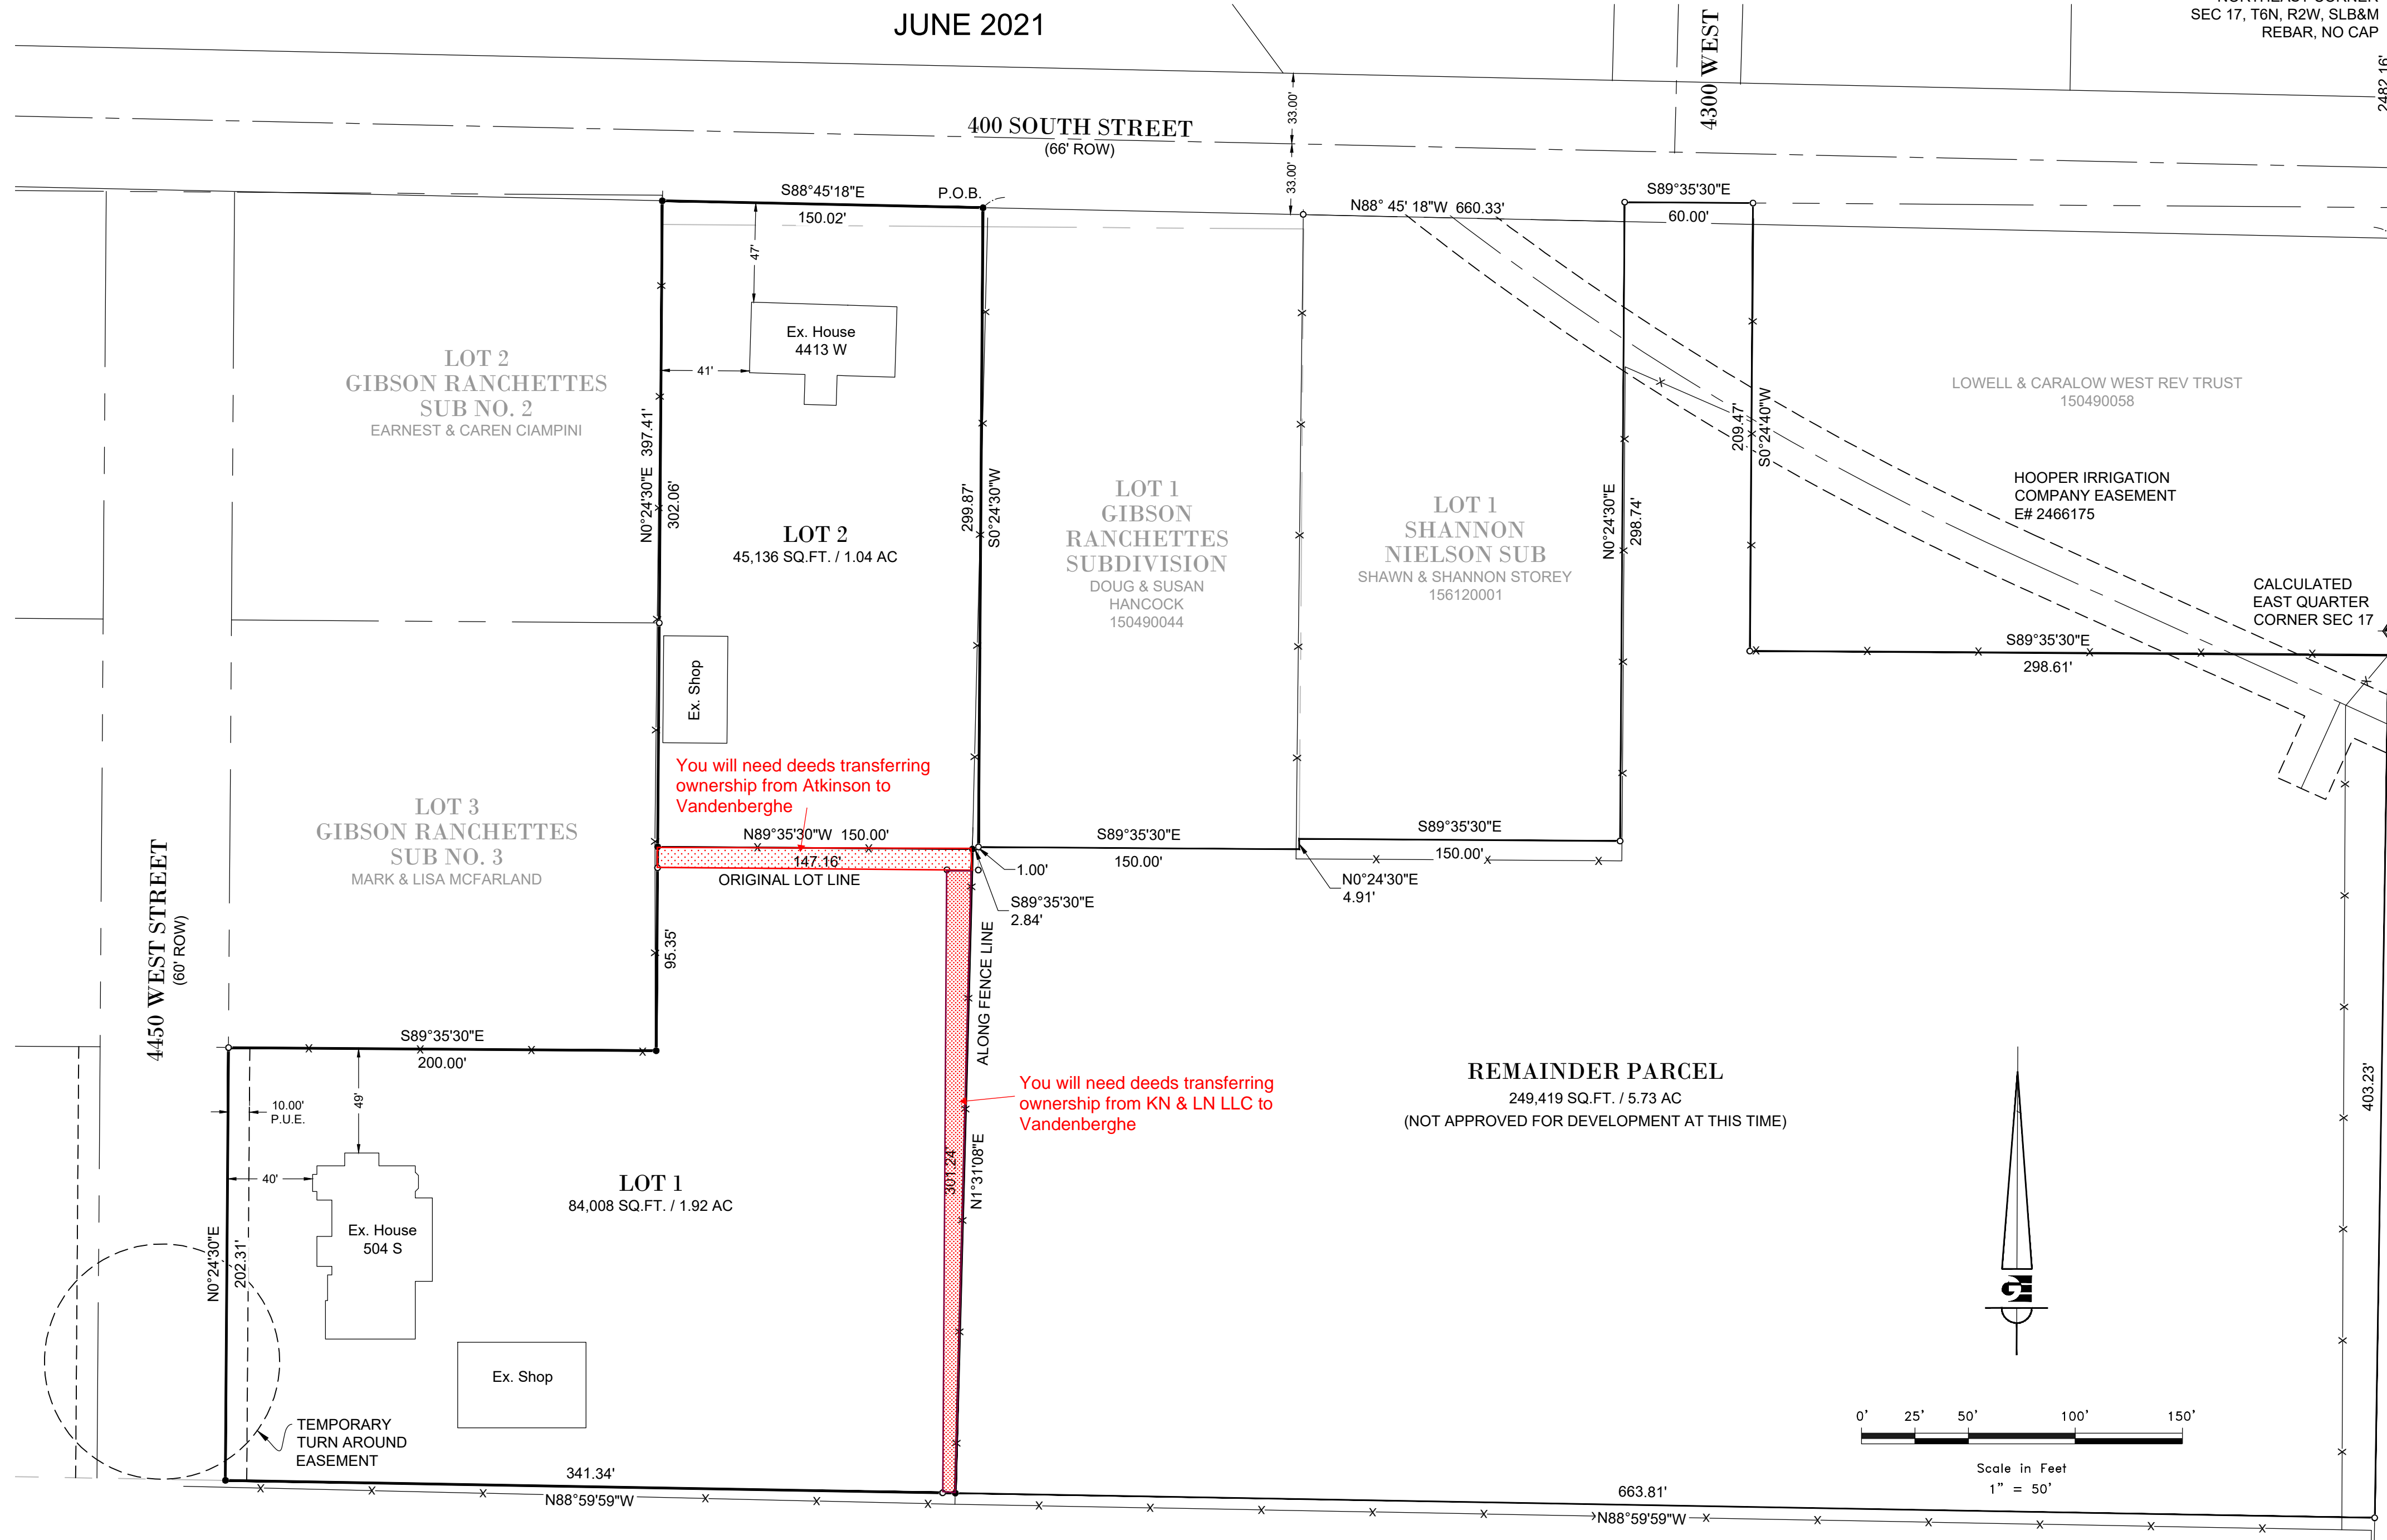 JUNE 2021
NORTHEAST CORNER
SEC 17, T6N, R2W, SLB&M
REBAR, NO CAP
2482.16'
4300 WEST
33.00'
33.00'
400 SOUTH STREET
(66' ROW)
S88°45'18"E
150.02'
P.O.B.
N88° 45' 18"W 660.33'
S89°35'30"E
60.00'
47'
Ex. House
4413 W
41'
LOT 2
GIBSON RANCHETTES
SUB NO. 2
EARNEST & CAREN CIAMPINI
N0°24'30"E 397.41'
302.06'
LOT 2
45,136 SQ.FT. / 1.04 AC
299.87'
S0°24'30"W
LOT 1
GIBSON
RANCHETTES
SUBDIVISION
DOUG & SUSAN
HANCOCK
150490044
LOT 1
SHANNON
NIELSON SUB
SHAWN & SHANNON STOREY
156120001
N0°24'30"E
298.74'
209.47'
S0°24'40"W
LOWELL & CARALOW WEST REV TRUST
150490058
HOOPER IRRIGATION
COMPANY EASEMENT
E# 2466175
CALCULATED
EAST QUARTER
CORNER SEC 17
S89°35'30"E
298.61'
Ex. Shop
You will need deeds transferring
ownership from Atkinson to
Vandenberghe
N89°35'30"W 150.00'
147.16'
ORIGINAL LOT LINE
S89°35'30"E
150.00'
S89°35'30"E
150.00'
1.00'
S89°35'30"E
2.84'
N0°24'30"E
4.91'
LOT 3
GIBSON RANCHETTES
SUB NO. 3
MARK & LISA MCFARLAND
4450 WEST STREET
(60' ROW)
95.35'
ALONG FENCE LINE
S89°35'30"E
200.00'
10.00'
P.U.E.
49'
40'
You will need deeds transferring
ownership from KN & LN LLC to
Vandenberghe
301.24'
N1°31'08"E
REMAINDER PARCEL
249,419 SQ.FT. / 5.73 AC
(NOT APPROVED FOR DEVELOPMENT AT THIS TIME)
403.23'
LOT 1
84,008 SQ.FT. / 1.92 AC
N0°24'30"E
202.31'
Ex. House
504 S
Ex. Shop
TEMPORARY
TURN AROUND
EASEMENT
341.34'
N88°59'59"W
663.81'
N88°59'59"W
GE
0' 25' 50' 100' 150'
Scale in Feet
1" = 50'